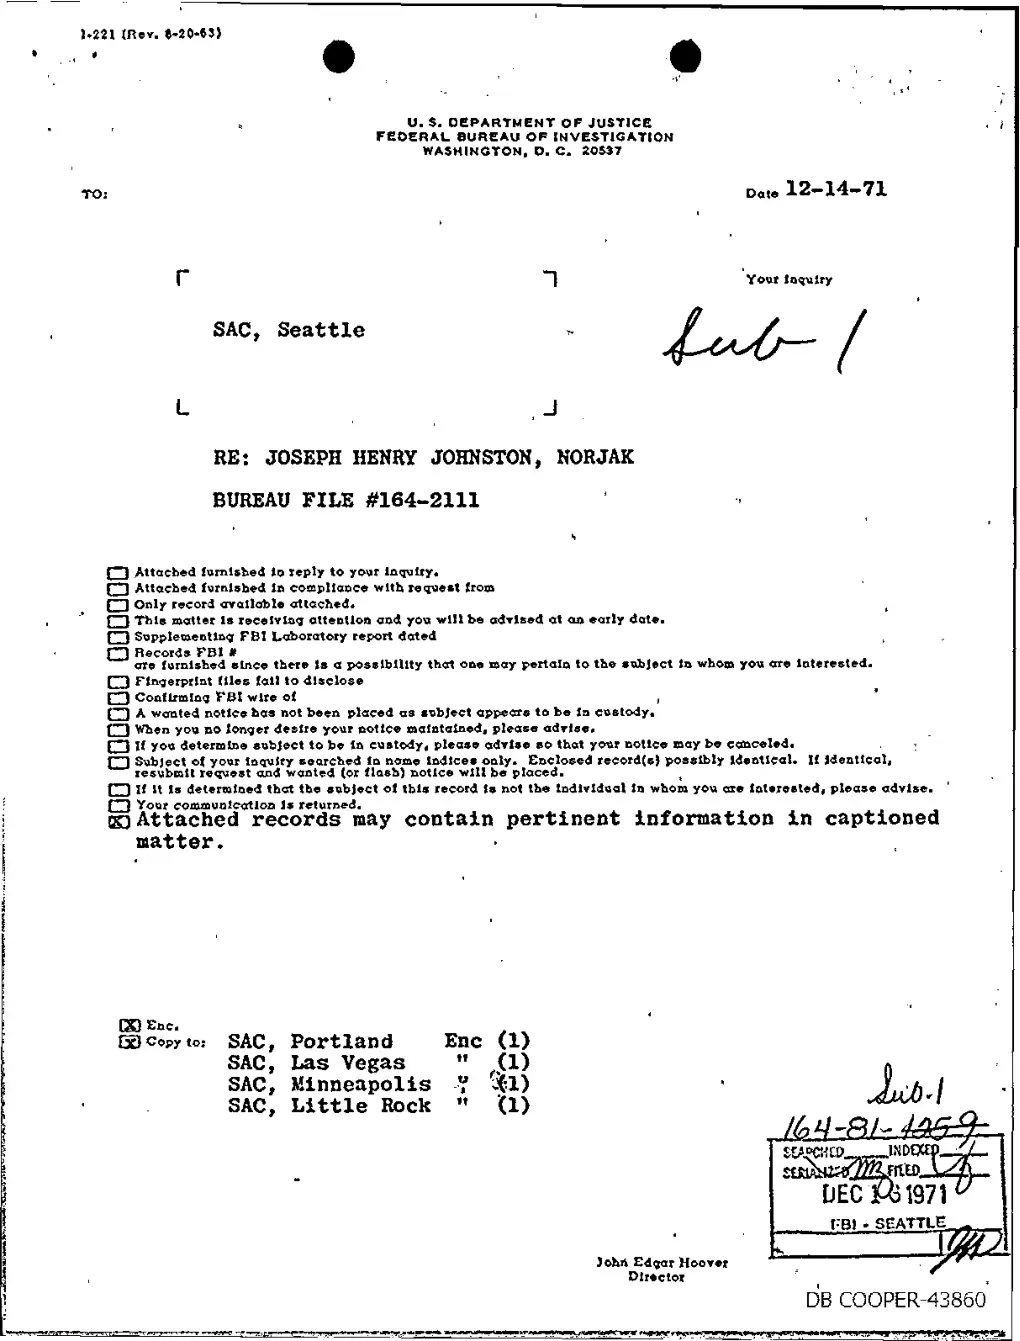 1-221 (Rev. 8-20-63)
U. S. DEPARTMENT OF JUSTICE
FEDERAL BUREAU OF INVESTIGATION
WASHINGTON, D. C. 20537
TO:
Date 12-14-71
Your Inquiry
SAC, Seattle
Sub 1
RE: JOSEPH HENRY JOHNSTON, NORJAK
BUREAU FILE #164-2111
Attached furnished in reply to your inquiry.
Attached furnished in compliance with request from
Only record available attached.
This matter is receiving attention and you will be advised at an early date.
Supplementing FBI Laboratory report dated
Records FBI #
are furnished since there is a possibility that one may pertain to the subject in whom you are interested.
Fingerprint files fail to disclose
Confirming FBI wire of ,
A wanted notice has not been placed as subject appears to be in custody.
When you no longer desire your notice maintained, please advise.
If you determine subject to be in custody, please advise so that your notice may be canceled.
Subject of your inquiry searched in name indices only. Enclosed record(s) possibly identical. If identical,
resubmit request and wanted (or flash) notice will be placed.
If it is determined that the subject of this record is not the individual in whom you are interested, please advise.
Your communication is returned.
X Attached records may contain pertinent information in captioned
matter.
X Enc.
X Copy to: SAC, Portland Enc (1)
SAC, Las Vegas " (1)
SAC, Minneapolis " (1)
SAC, Little Rock " (1)
Sub-1
164-81-1259
SEARCHED INDEXED
SERIALIZED FILED
DEC 16 1971
FBI - SEATTLE
John Edgar Hoover
Director
DB COOPER-43860